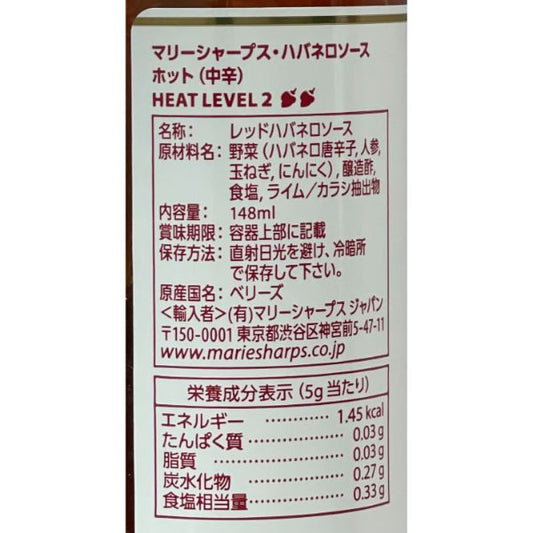 マリーシャープス・ハバネロソース
ホット（中辛）
HEAT LEVEL 2
名称： レッドハバネロソース
原材料名： 野菜（ハバネロ唐辛子，人参，
玉ねぎ，にんにく），醸造酢，
食塩，ライム／カラシ抽出物
内容量： 148ml
賞味期限： 容器上部に記載
保存方法： 直射日光を避け、冷暗所
で保存して下さい。
原産国名： ベリーズ
＜輸入者＞（有）マリーシャープス ジャパン
〒150-0001 東京都渋谷区神宮前5-47-11
www.mariesharps.co.jp
栄養成分表示（5g当たり）
エネルギー ………… 1.45 kcal
たんぱく質 ………… 0.03 g
脂質 ………… 0.03 g
炭水化物 ………… 0.27 g
食塩相当量 ………… 0.33 g